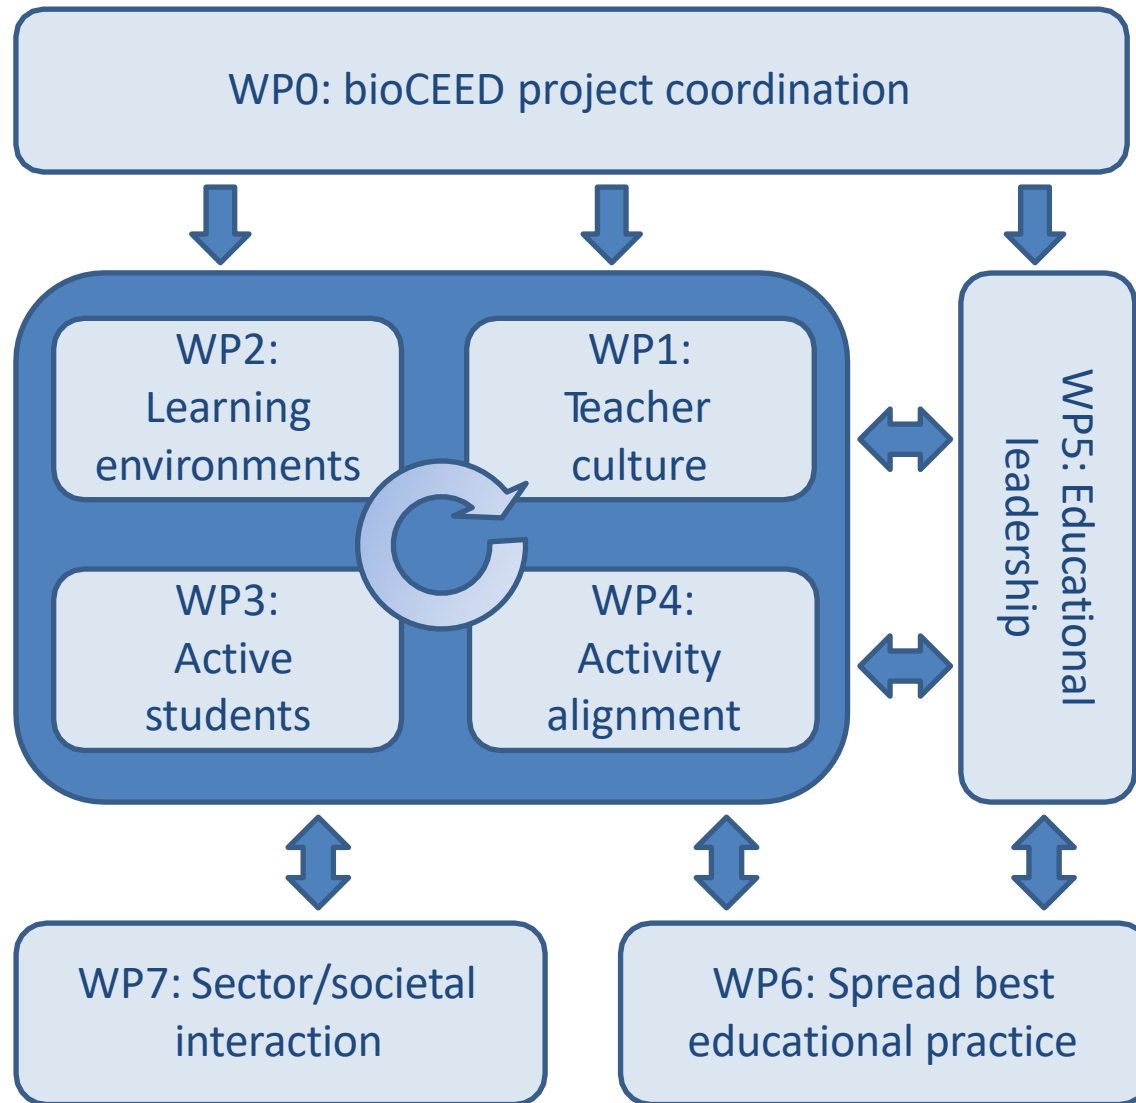 WP0: bioCEED project coordination
WP2:
Learning
environments
WP1:
Teacher
culture
WP3:
Active
students
WP4:
Activity
alignment
WP5: Educational
leadership
WP7: Sector/societal
interaction
WP6: Spread best
educational practice